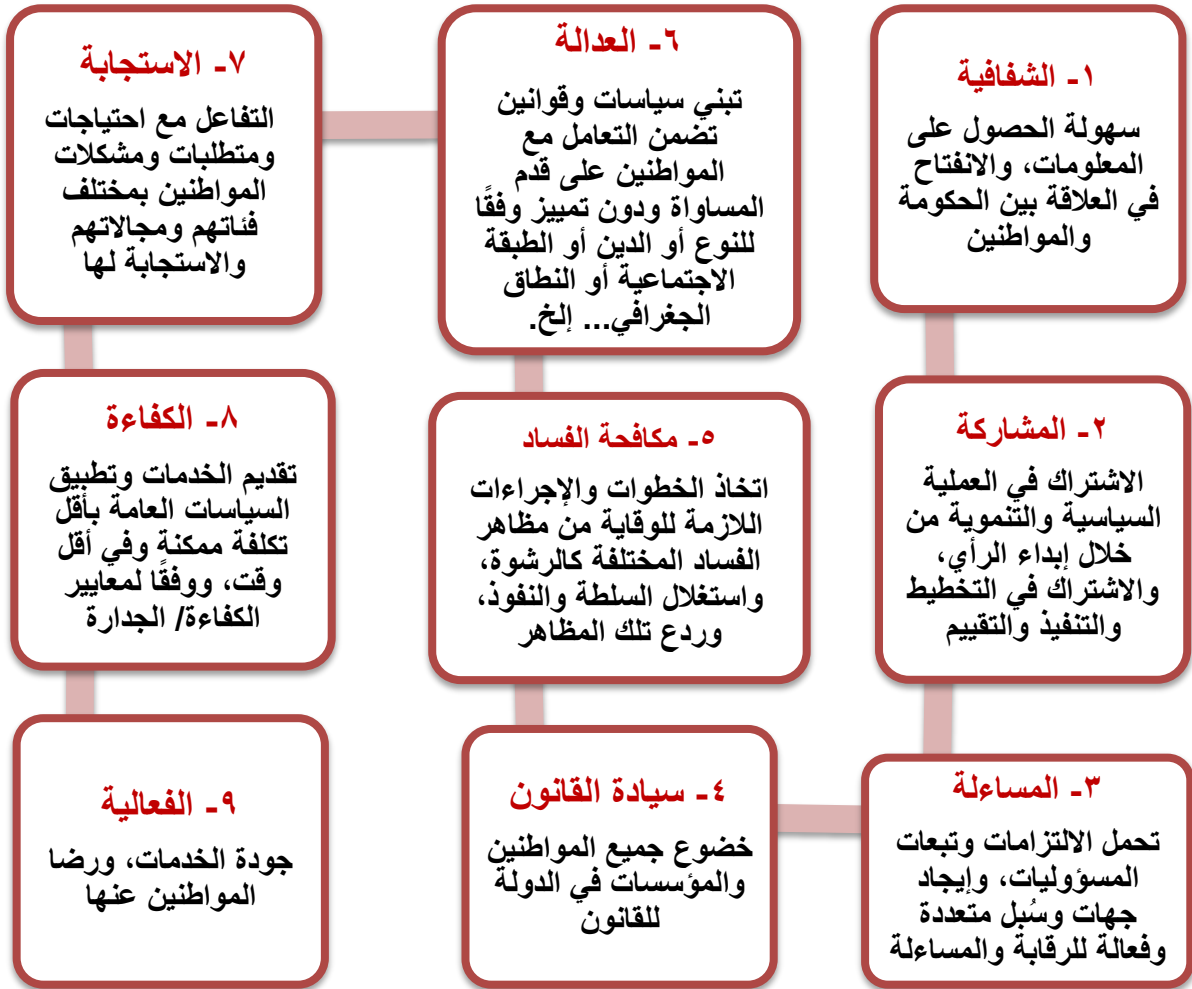 ١- الشفافية
سهولة الحصول على
المعلومات، والانفتاح
في العلاقة بين الحكومة
والمواطنين
٢- المشاركة
الاشتراك في العملية
السياسية والتنموية من
خلال إبداء الرأي،
والاشتراك في التخطيط
والتنفيذ والتقييم
٣- المساءلة
تحمل الالتزامات وتبعات
المسؤوليات، وإيجاد
جهات وسُبل متعددة
وفعالة للرقابة والمساءلة
٤- سيادة القانون
خضوع جميع المواطنين
والمؤسسات في الدولة
للقانون
٥- مكافحة الفساد
اتخاذ الخطوات والإجراءات
اللازمة للوقاية من مظاهر
الفساد المختلفة كالرشوة،
واستغلال السلطة والنفوذ،
وردع تلك المظاهر
٦- العدالة
تبني سياسات وقوانين
تضمن التعامل مع
المواطنين على قدم
المساواة ودون تمييز وفقًا
للنوع أو الدين أو الطبقة
الاجتماعية أو النطاق
الجغرافي... إلخ.
٧- الاستجابة
التفاعل مع احتياجات
ومتطلبات ومشكلات
المواطنين بمختلف
فئاتهم ومجالاتهم
والاستجابة لها
٨- الكفاءة
تقديم الخدمات وتطبيق
السياسات العامة بأقل
تكلفة ممكنة وفي أقل
وقت، ووفقًا لمعايير
الكفاءة/ الجدارة
٩- الفعالية
جودة الخدمات، ورضا
المواطنين عنها